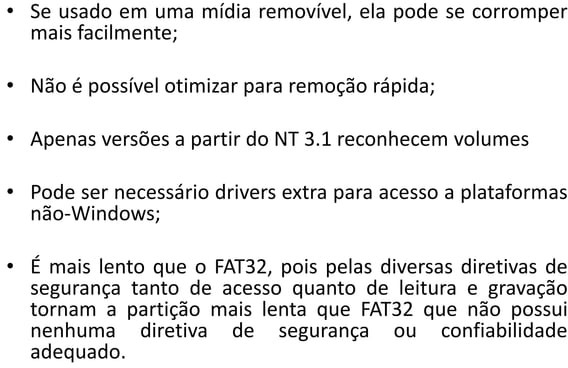 • Se usado em uma mídia removível, ela pode se corromper
mais facilmente;
• Não é possível otimizar para remoção rápida;
• Apenas versões a partir do NT 3.1 reconhecem volumes
• Pode ser necessário drivers extra para acesso a plataformas
não-Windows;
• É mais lento que o FAT32, pois pelas diversas diretivas de
segurança tanto de acesso quanto de leitura e gravação
tornam a partição mais lenta que FAT32 que não possui
nenhuma diretiva de segurança ou confiabilidade
adequado.